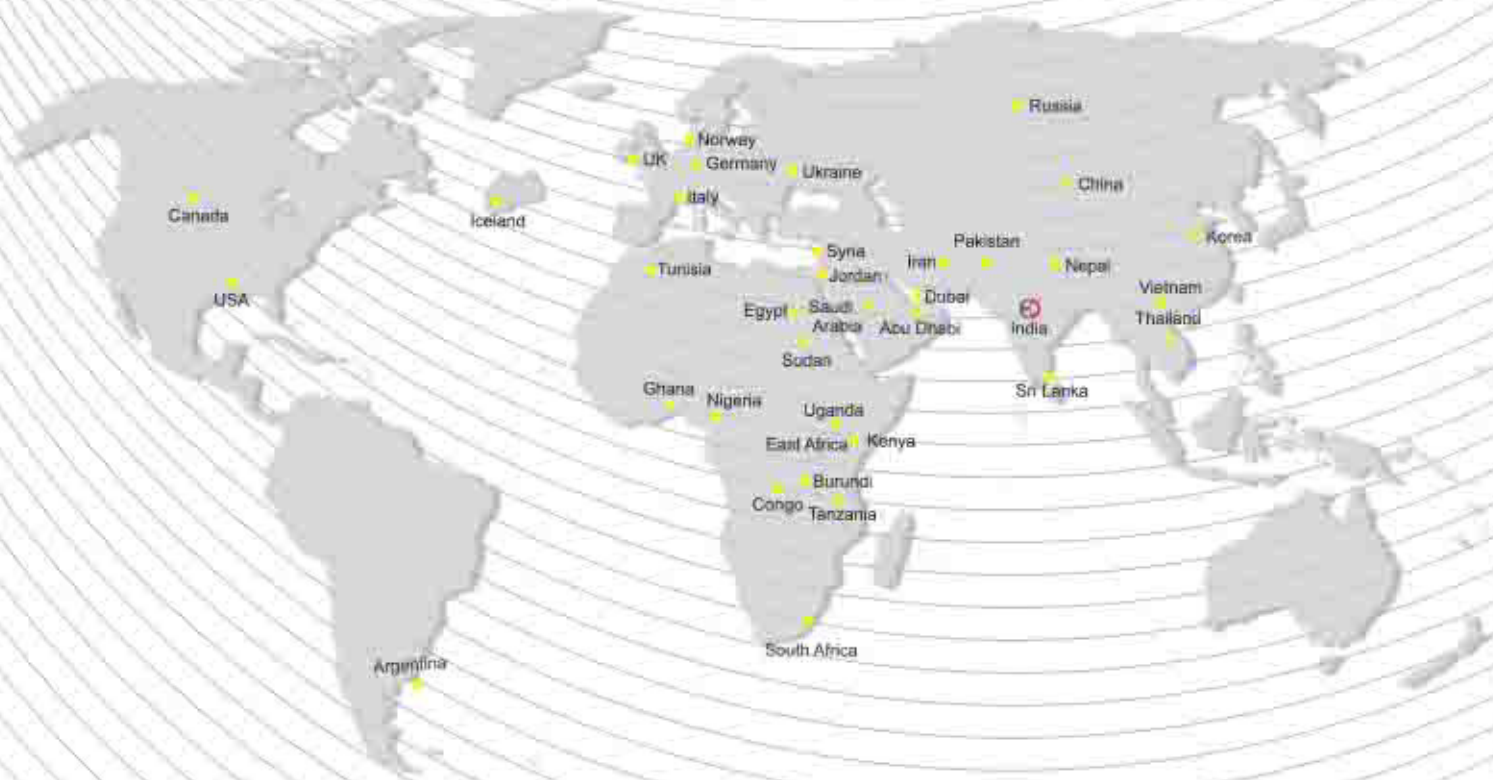 Russia
Norway
UK
Germany
Ukraine
China
Italy
Canada
Iceland
Korea
Pakistan
Syria
Iran
Nepal
Tunisia
Jordan
Vietnam
USA
Dubai
Egypt
Saudi
Arabia
Abu Dhabi
India
Thailand
Sudan
Sri Lanka
Ghana
Nigeria
Uganda
East Africa
Kenya
Burundi
Congo
Tanzania
South Africa
Argentina